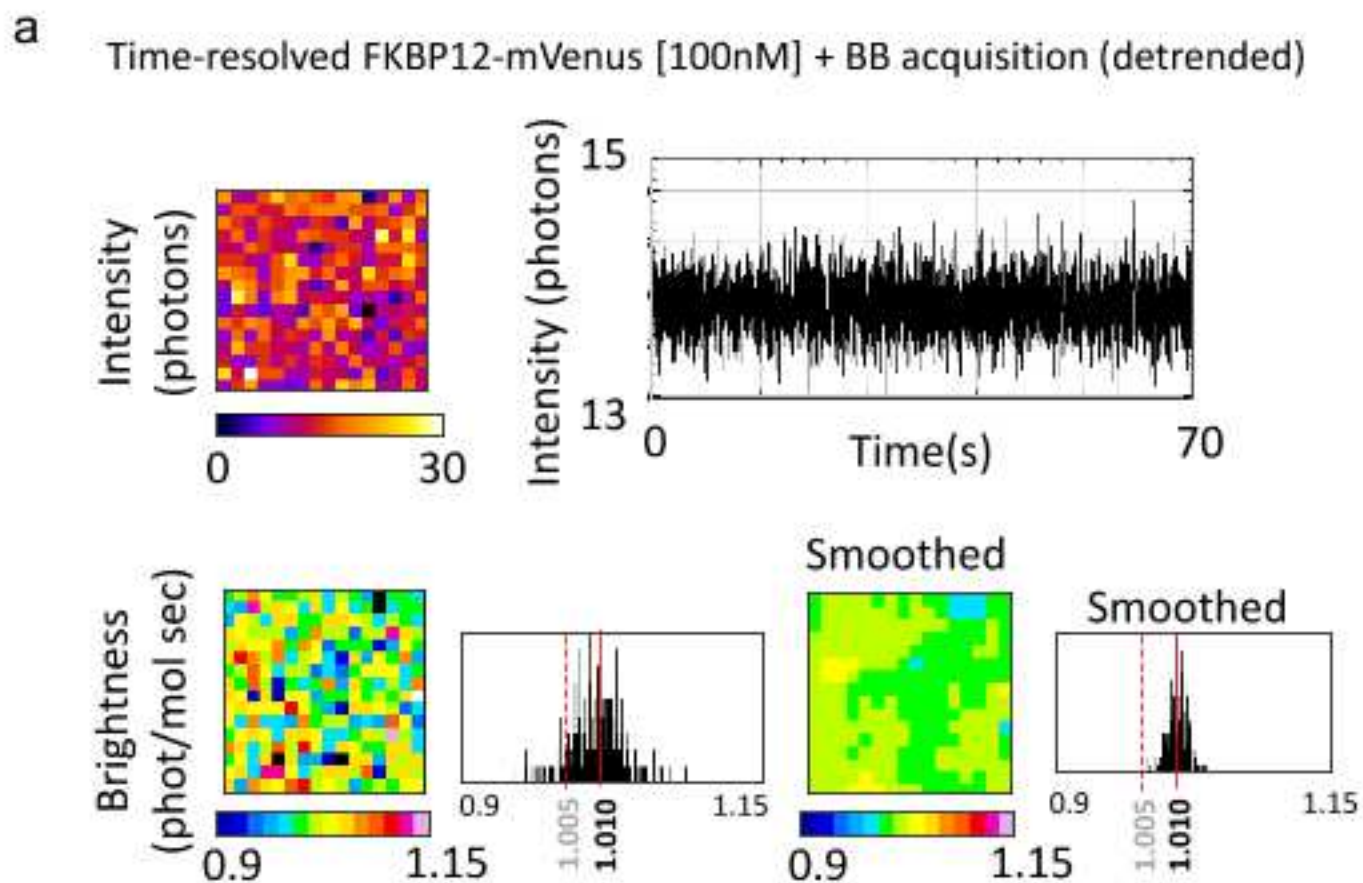 a
Time-resolved FKBP12-mVenus [100nM] + BB acquisition (detrended)
Intensity
(photons)
0 30
Intensity (photons)
15
13
0 70
Time(s)
Brightness
(phot/mol sec)
0.9 1.15
0.9 1.15
1.005
1.010
Smoothed
0.9 1.15
Smoothed
0.9 1.15
1.005
1.010